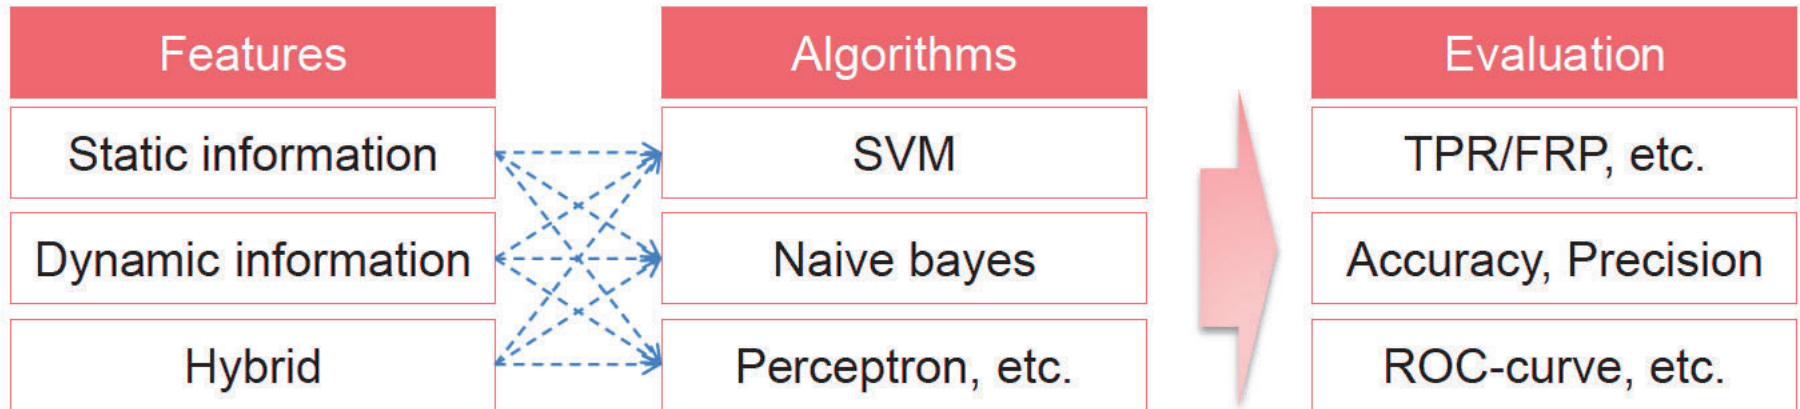 Features
Static information
Dynamic information
Hybrid
Algorithms
SVM
Naive bayes
Perceptron, etc.
Evaluation
TPR/FRP, etc.
Accuracy, Precision
ROC-curve, etc.